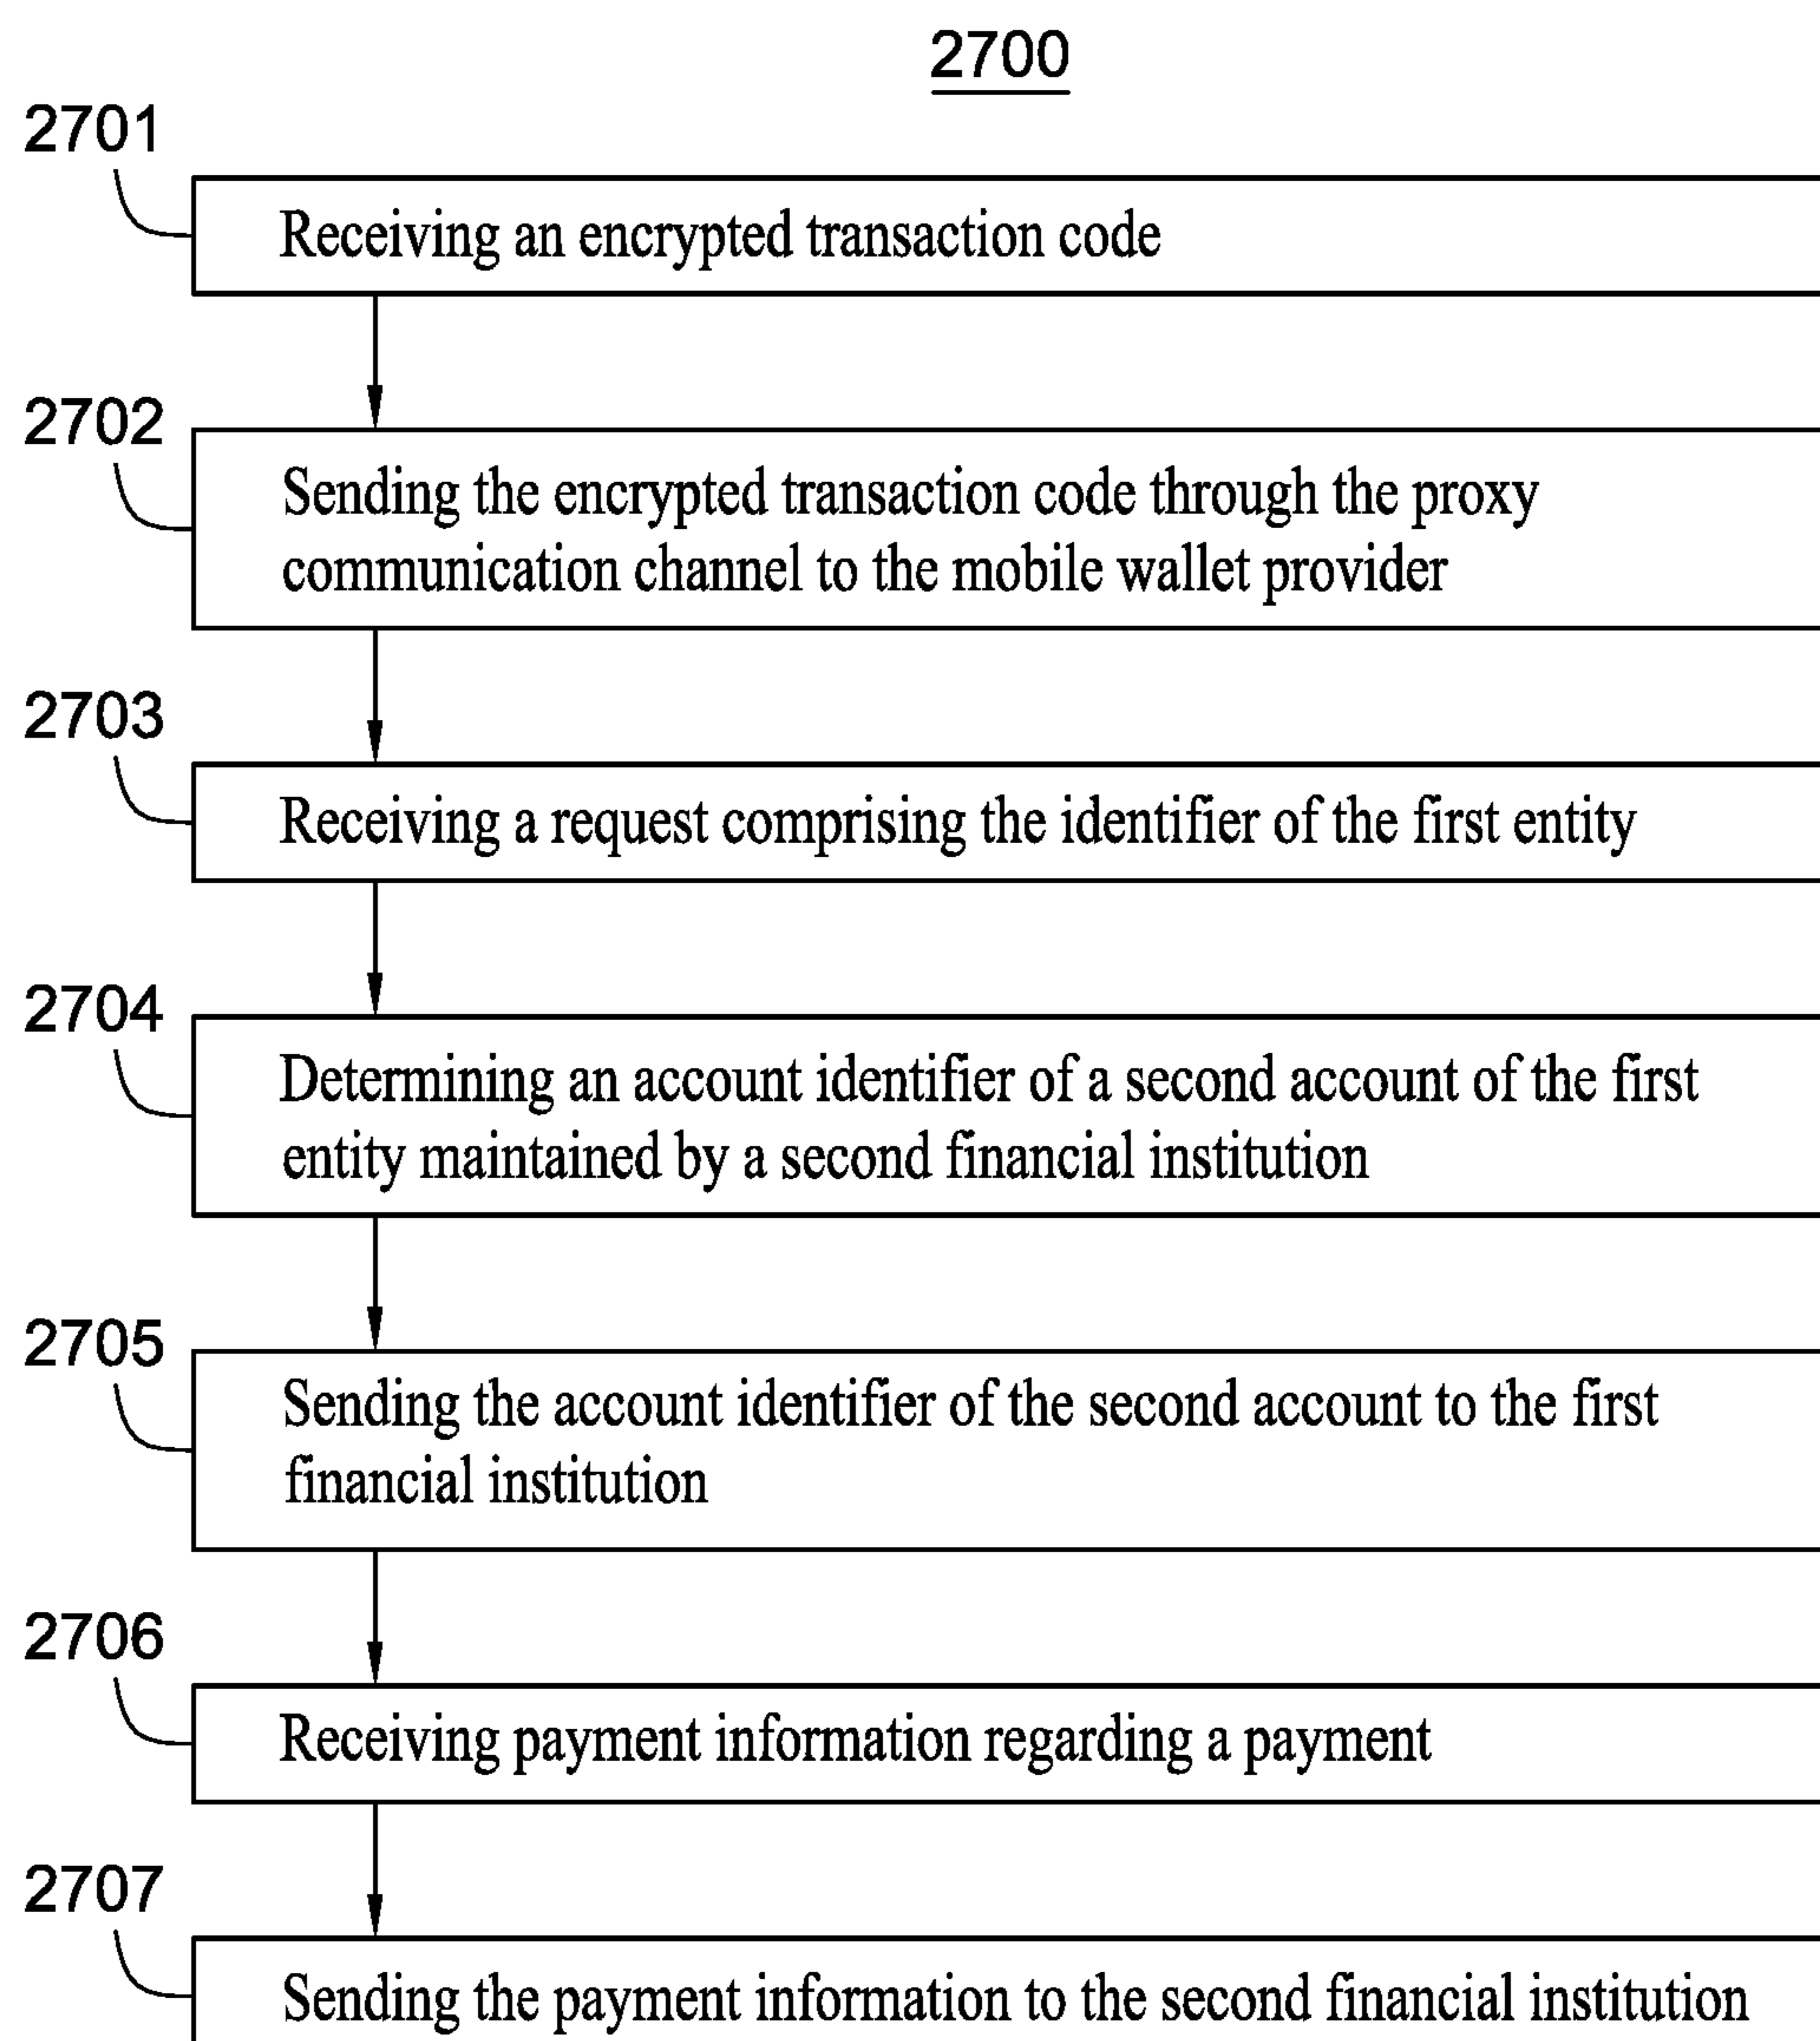 2700
2701
Receiving an encrypted transaction code
2702
Sending the encrypted transaction code through the proxy
communication channel to the mobile wallet provider
2703
Receiving a request comprising the identifier of the first entity
2704
Determining an account identifier of a second account of the first
entity maintained by a second financial institution
2705
Sending the account identifier of the second account to the first
financial institution
2706
Receiving payment information regarding a payment
2707
Sending the payment information to the second financial institution